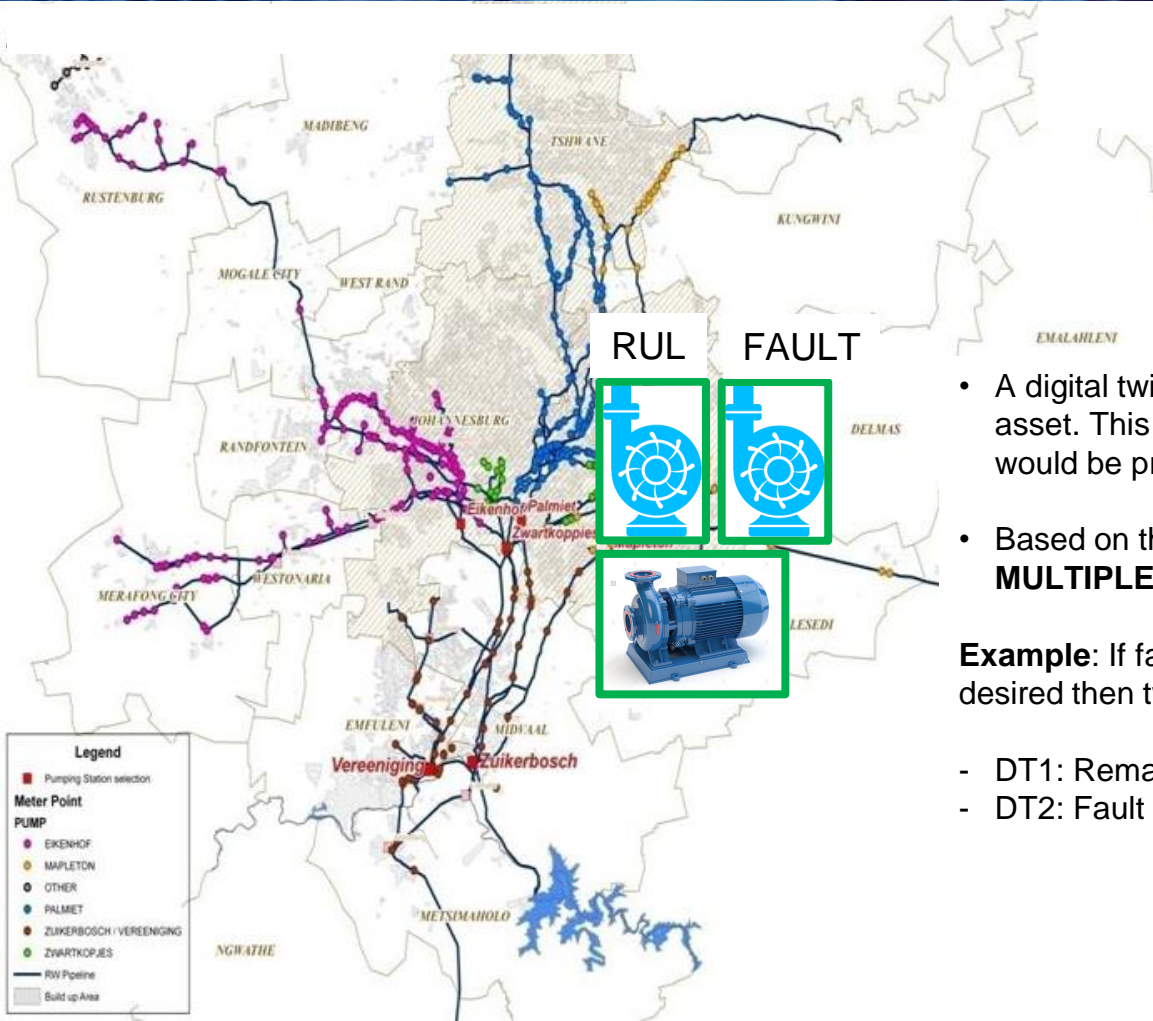 MADIBENG
TSHWANE
RUSTENBURG
KUNGWINI
MOGALE CITY
WEST RAND
RUL FAULT
EMALAHLENI
JOHANNESBURG
RANDFONTEIN
DELMAS
Eikenhof Palmiet
Zwartkoppies
WESTONARIA
MERAFONG CITY
LESEDI
EMFULENI
MIDVAAL
Vereeniging Zuikerbosch
METSIMAHOLO
NGWATHE
Legend
Pumping Station selection
Meter Point
PUMP
EIKENHOF
MAPLETON
OTHER
PALMIET
ZUIKERBOSCH / VEREENIGING
ZWARTKOPJES
RW Pipeline
Build up Area
• A digital twi
asset. This
would be pr
• Based on th
MULTIPLE
Example: If fa
desired then t
- DT1: Rema
- DT2: Fault